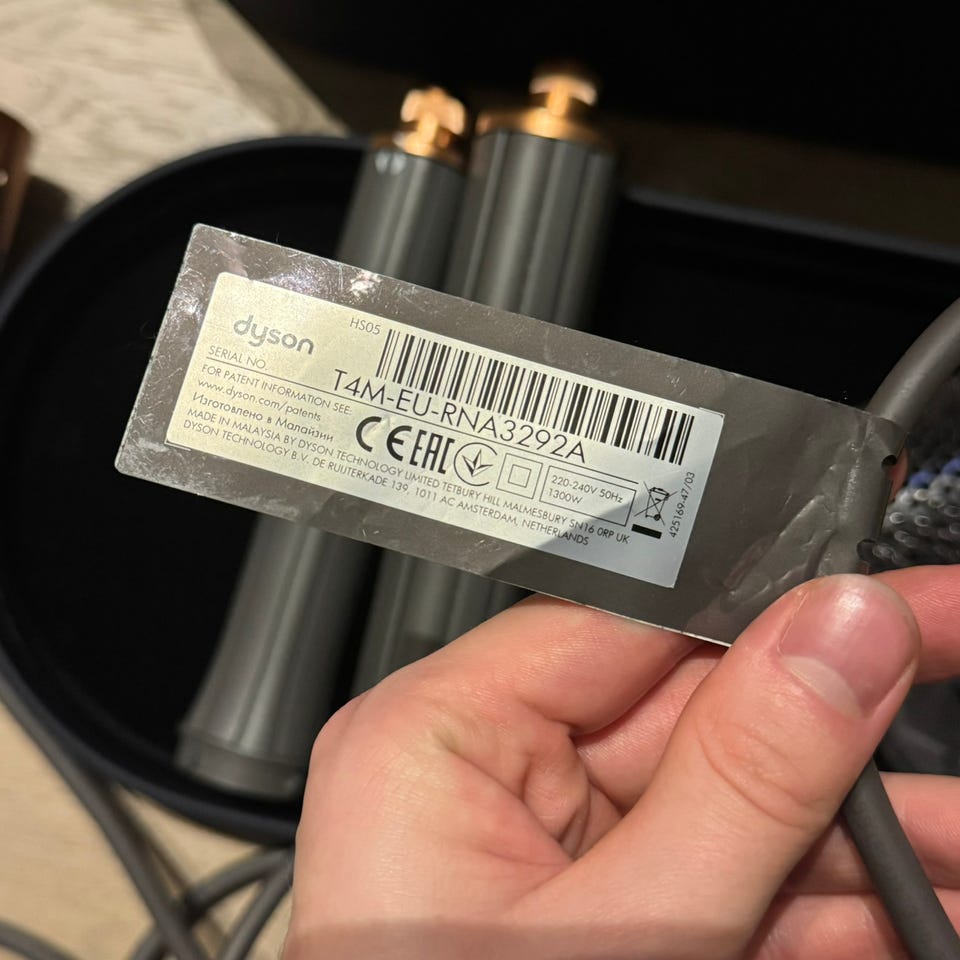 dyson
HS05
SERIAL NO.
T4M-EU-RNA3292A
FOR PATENT INFORMATION SEE:
www.dyson.com/patents
Изготовлено в Малайзии
CE EAC
220-240V 50Hz
1300W
MADE IN MALAYSIA BY DYSON TECHNOLOGY LIMITED TETBURY HILL MALMESBURY SN16 0RP UK
DYSON TECHNOLOGY B.V. DE RUIJTERKADE 139, 1011 AC AMSTERDAM, NETHERLANDS
425169-47/03